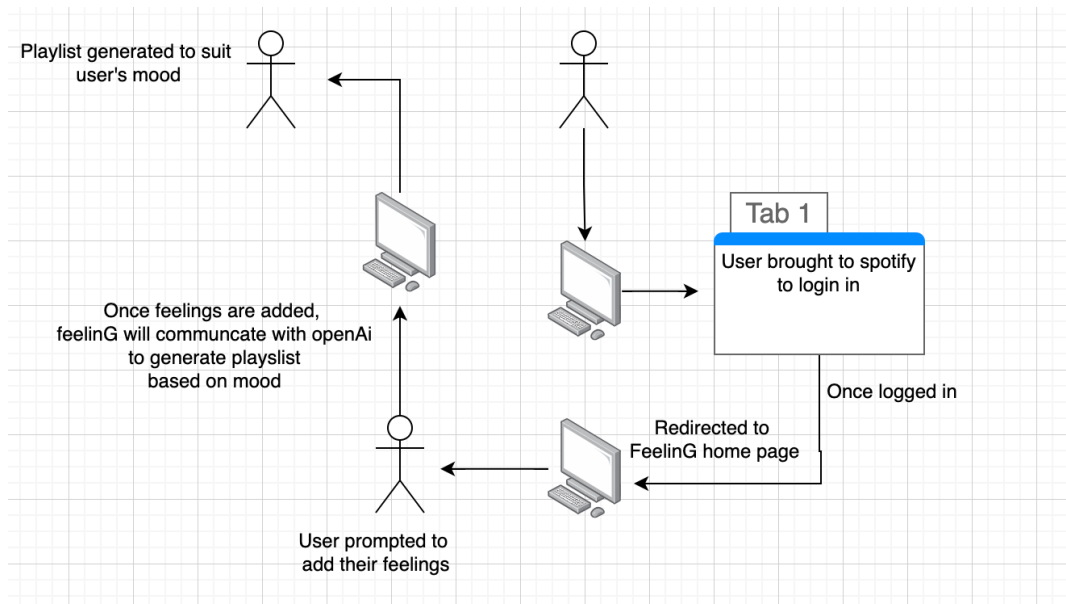 Playlist generated to suit
user's mood
Tab 1
User brought to spotify
to login in
Once feelings are added,
feelinG will communcate with openAi
to generate playslist
based on mood
Once logged in
Redirected to
FeelinG home page
User prompted to
add their feelings